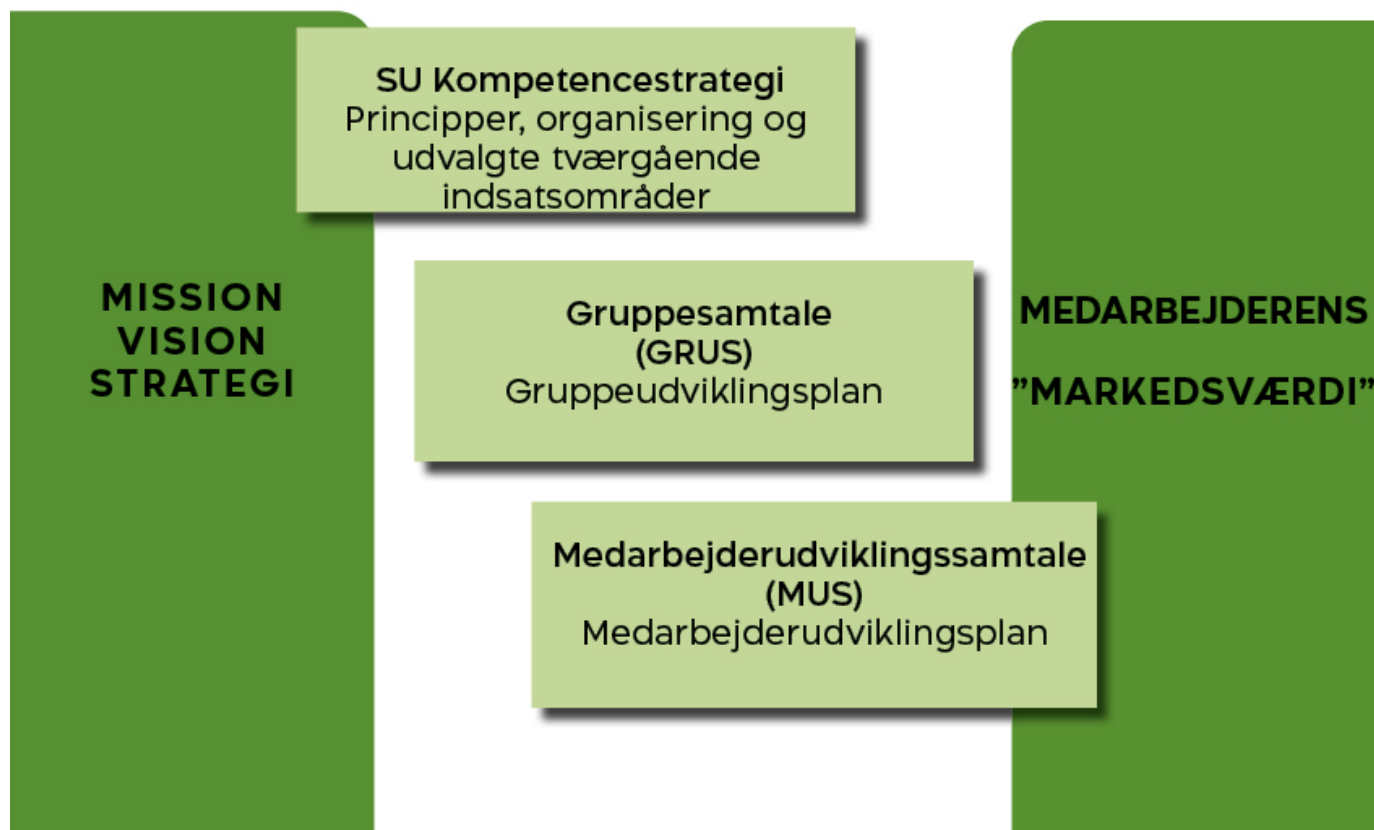 SU Kompetencestrategi
Principper, organisering og
udvalgte tværgående
indsatsområder
MISSION
VISION
STRATEGI
Gruppesamtale
(GRUS)
Gruppeudviklingsplan
MEDARBEJDERENS
”MARKEDSVÆRDI”
Medarbejderudviklingssamtale
(MUS)
Medarbejderudviklingsplan